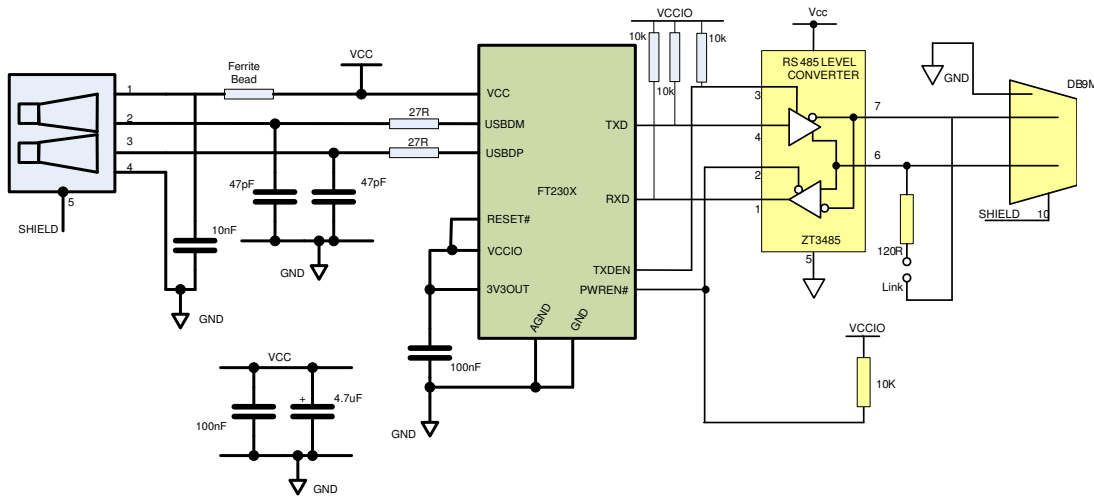 VCCIO
Vcc
10k
10k
10k
VCC
Ferrite
Bead
1
2
3
4
5
SHIELD
27R
27R
47pF
47pF
10nF
GND
GND
VCC
USBDM
USBDP
RESET#
VCCIO
3V3OUT
FT230X
TXD
RXD
TXDEN
PWREN#
AGND
GND
100nF
GND
VCC
100nF
+
4.7uF
GND
RS485 LEVEL
CONVERTER
3
4
2
1
7
6
ZT3485
5
GND
DB9M
SHIELD
10
120R
Link
VCCIO
10K